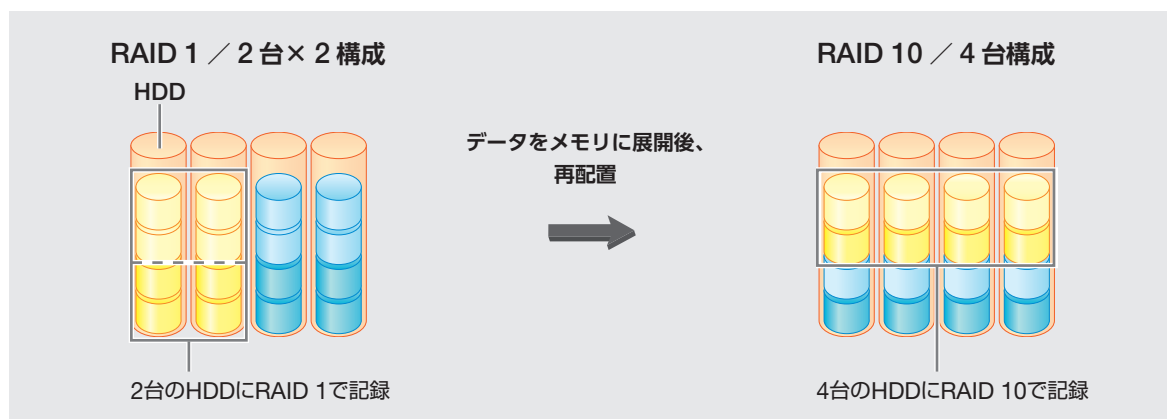 RAID 1 ／ 2 台× 2 構成
HDD
2台のHDDにRAID 1で記録
データをメモリに展開後、
再配置
RAID 10 ／ 4 台構成
4台のHDDにRAID 10で記録